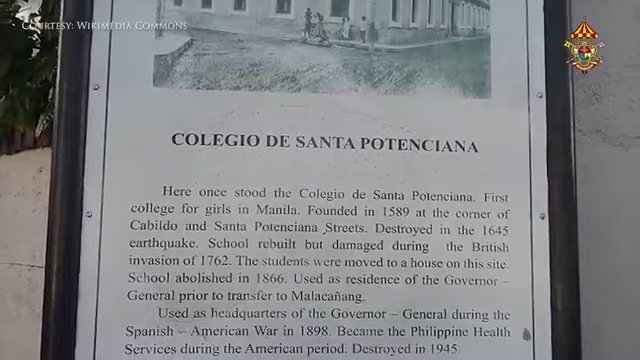 COURTESY: WIKIMEDIA COMMONS
COLEGIO DE SANTA POTENCIANA
Here once stood the Colegio de Santa Potenciana. First
college for girls in Manila. Founded in 1589 at the corner of
Cabildo and Santa Potenciana Streets. Destroyed in the 1645
earthquake. School rebuilt but damaged during the British
invasion of 1762. The students were moved to a house on this site.
School abolished in 1866. Used as residence of the Governor –
General prior to transfer to Malacañang.
Used as headquarters of the Governor – General during the
Spanish – American War in 1898. Became the Philippine Health
Services during the American period. Destroyed in 1945.